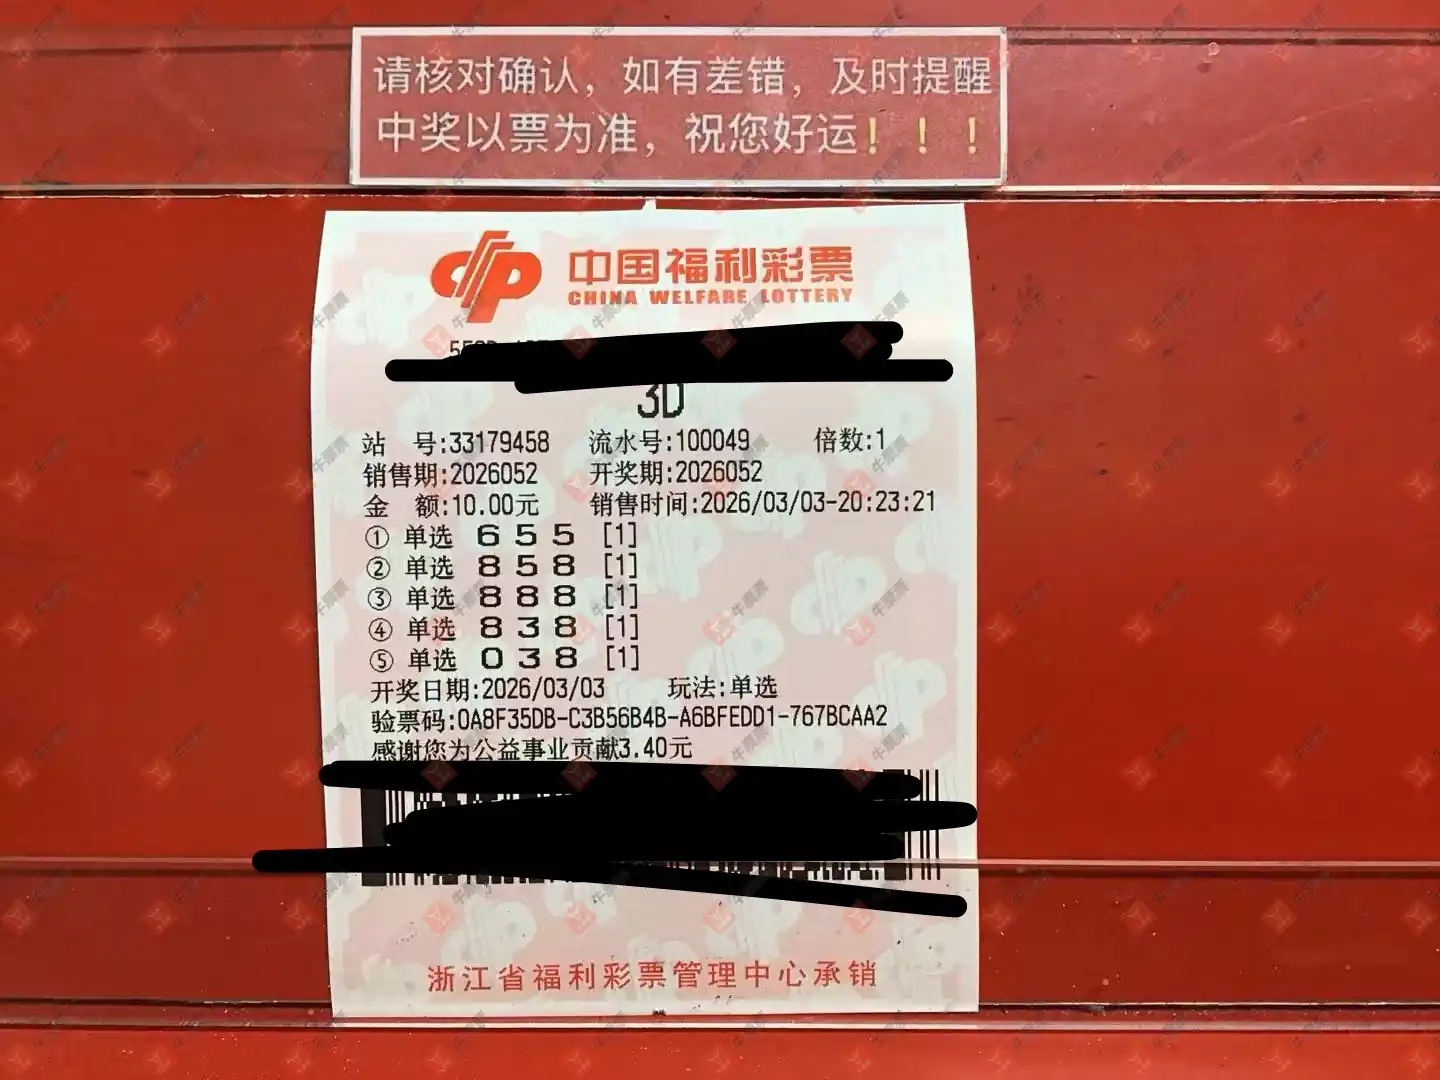 请核对确认，如有差错，及时提醒
中奖以票为准，祝您好运！！！
中国福利彩票
CHINA WELFARE LOTTERY
3D
站 号:33179458 流水号:100049 倍数:1
销售期:2026052 开奖期:2026052
金 额:10.00元 销售时间:2026/03/03-20:23:21
① 单选 6 5 5 [1]
② 单选 8 5 8 [1]
③ 单选 8 8 8 [1]
④ 单选 8 3 8 [1]
⑤ 单选 0 3 8 [1]
开奖日期:2026/03/03 玩法:单选
验票码:0A8F35DB-C3B56B4B-A6BFEDD1-767BCAA2
感谢您为公益事业贡献3.40元
浙江省福利彩票管理中心承销